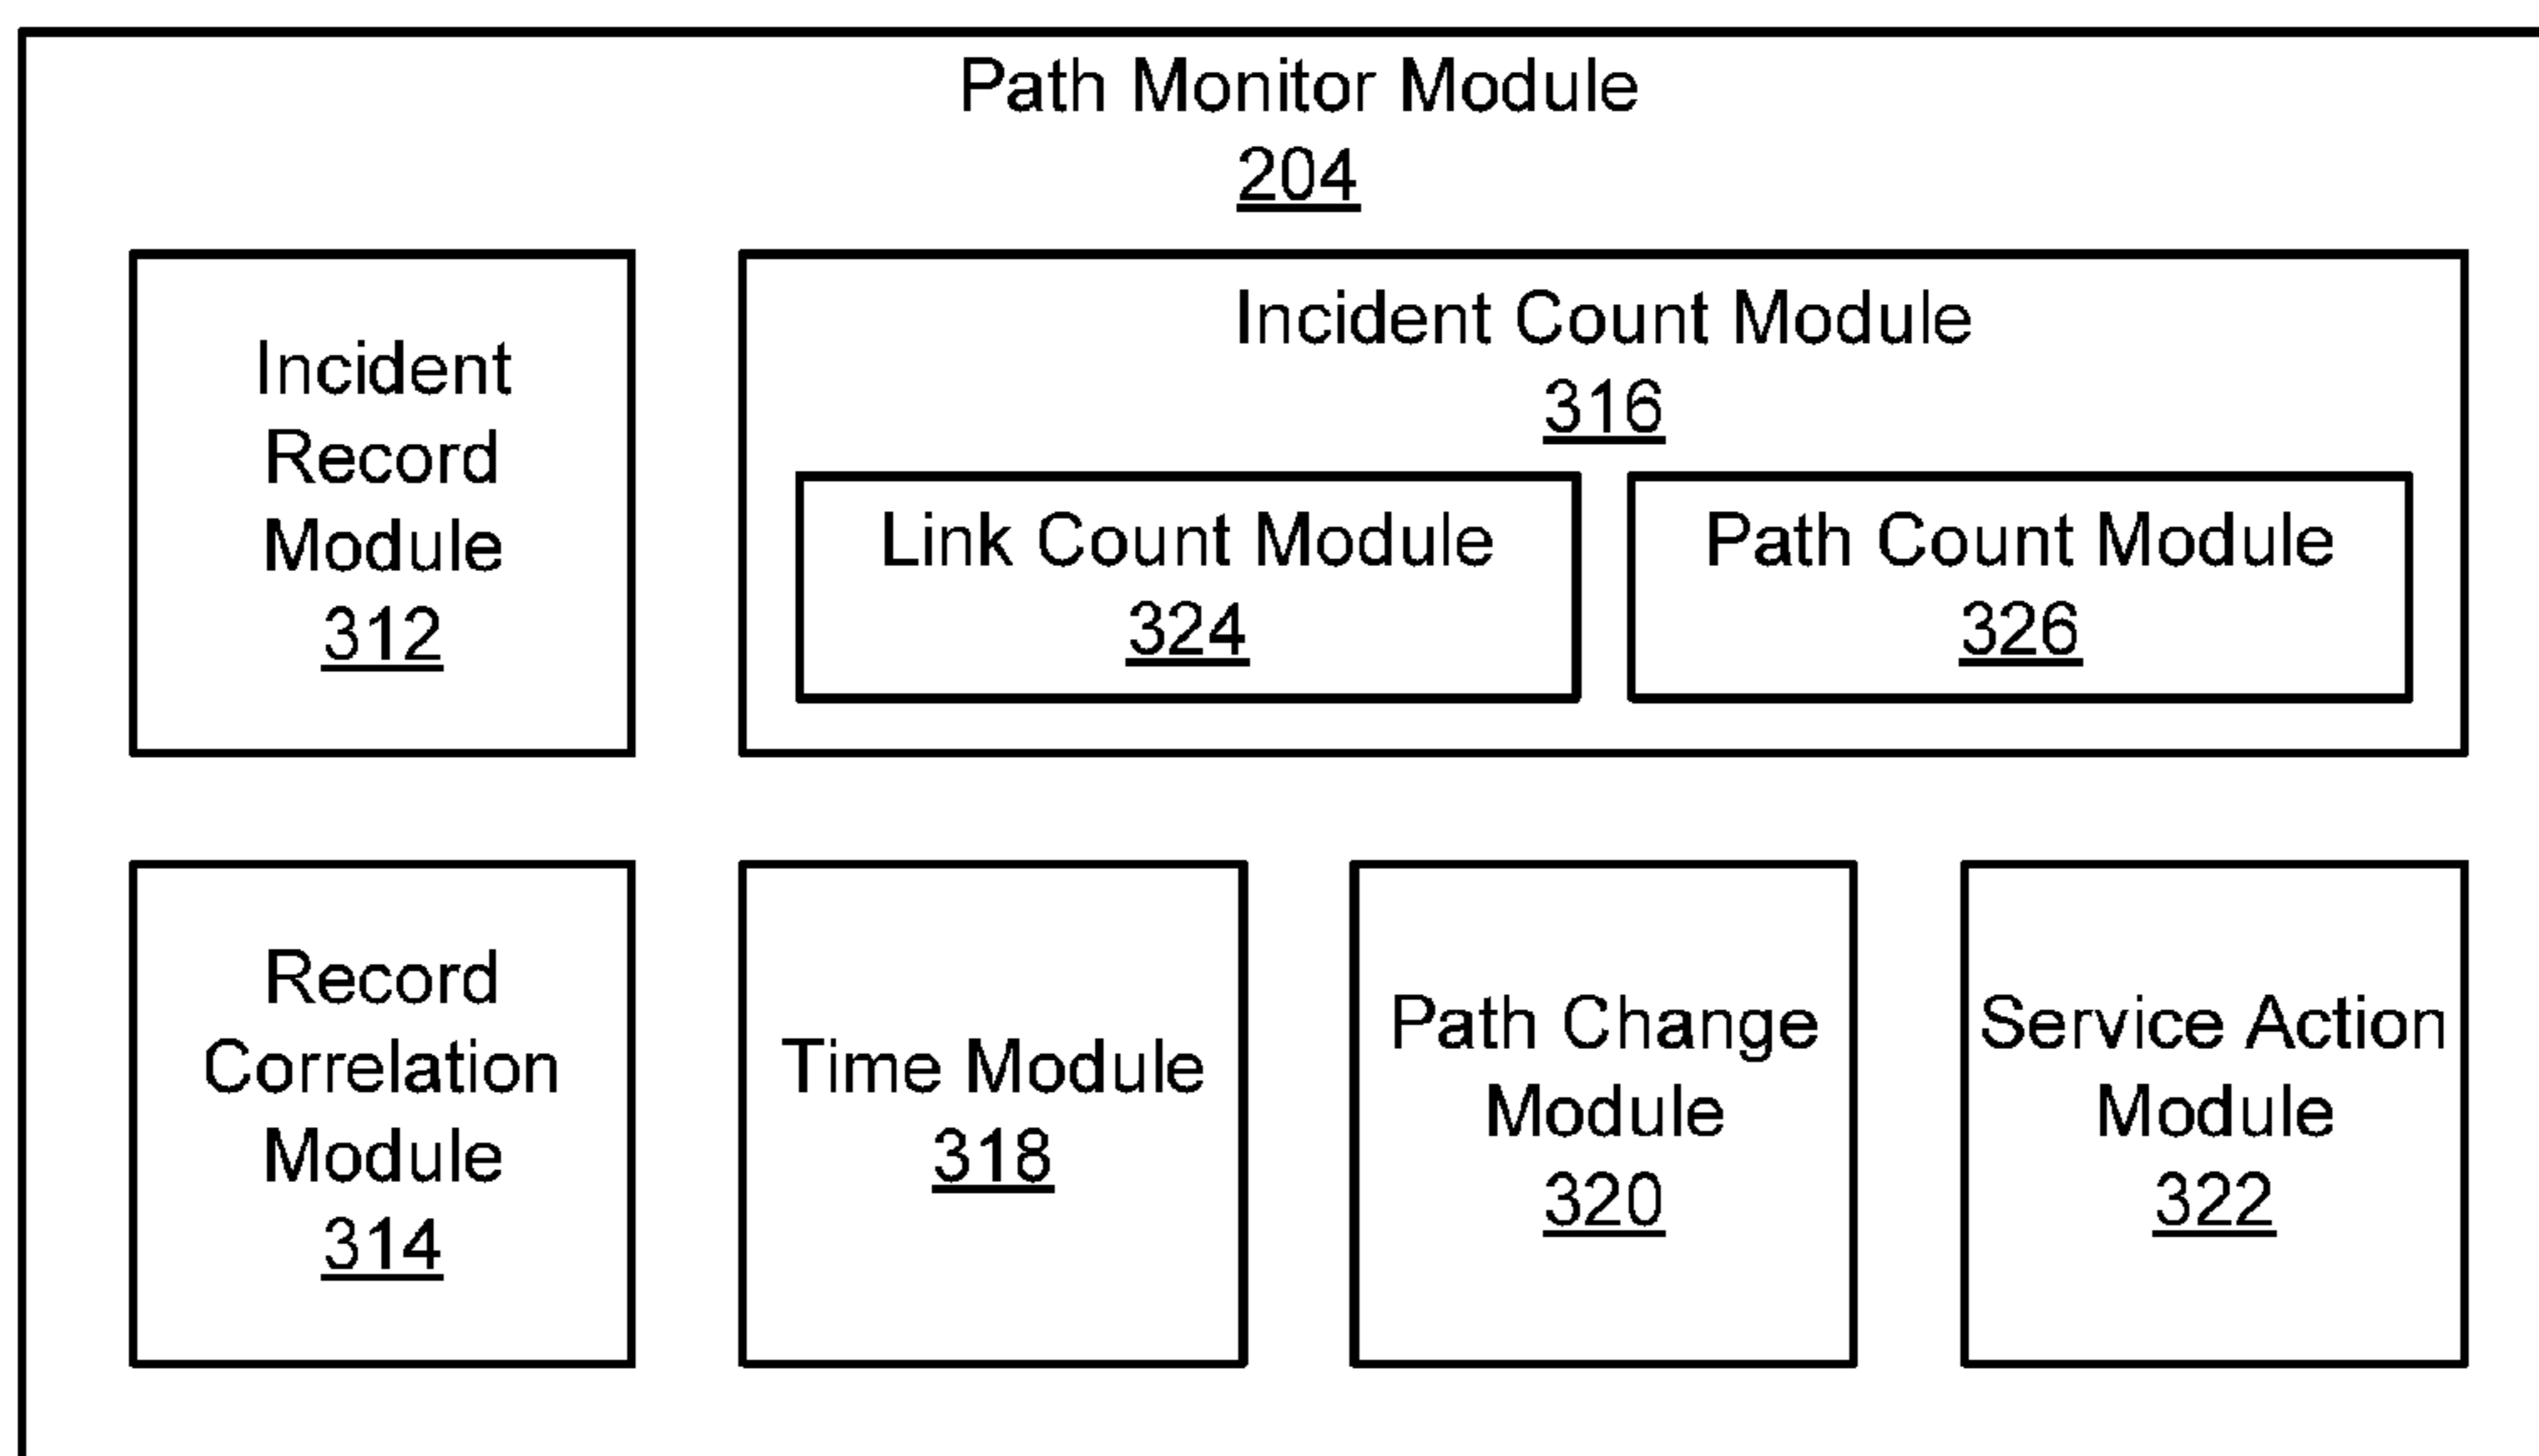 Path Monitor Module
204
Incident
Record
Module
312
Incident Count Module
316
Link Count Module
324
Path Count Module
326
Record
Correlation
Module
314
Time Module
318
Path Change
Module
320
Service Action
Module
322